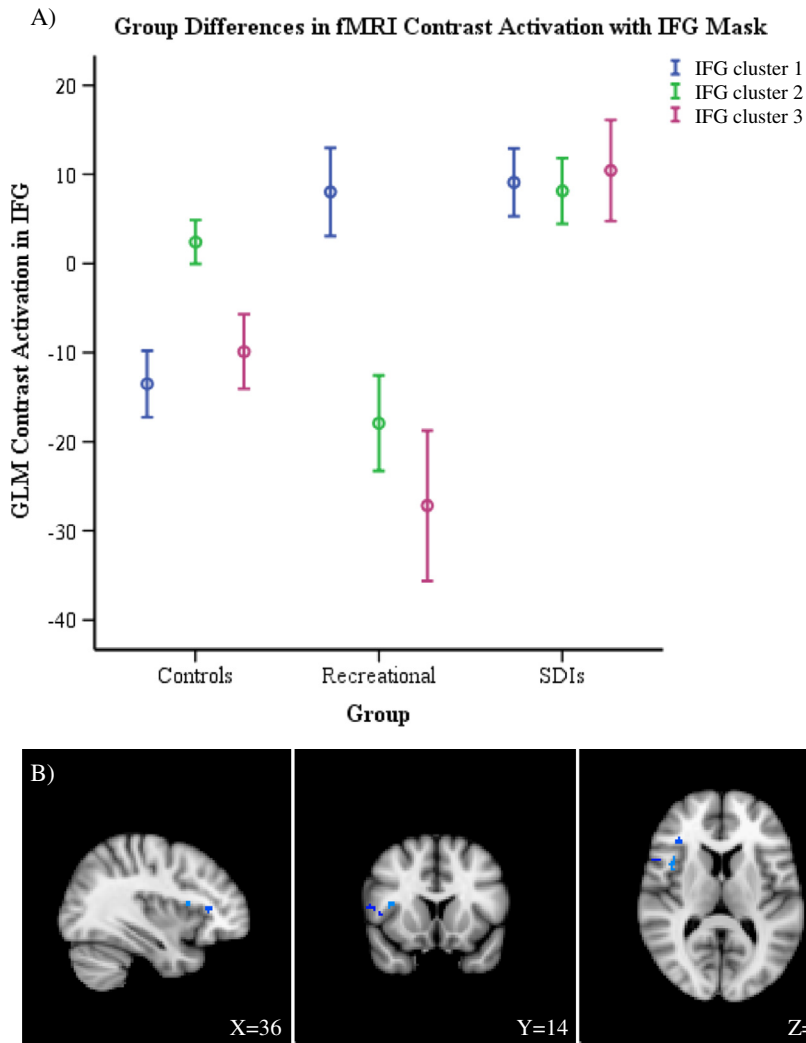 A)
Group Differences in fMRI Contrast Activation with IFG Mask
IFG cluster 1
IFG cluster 2
IFG cluster 3
GLM Contrast Activation in IFG
20
10
0
-10
-20
-30
-40
Controls
Recreational
SDIs
Group
B)
X=36
Y=14
Z=